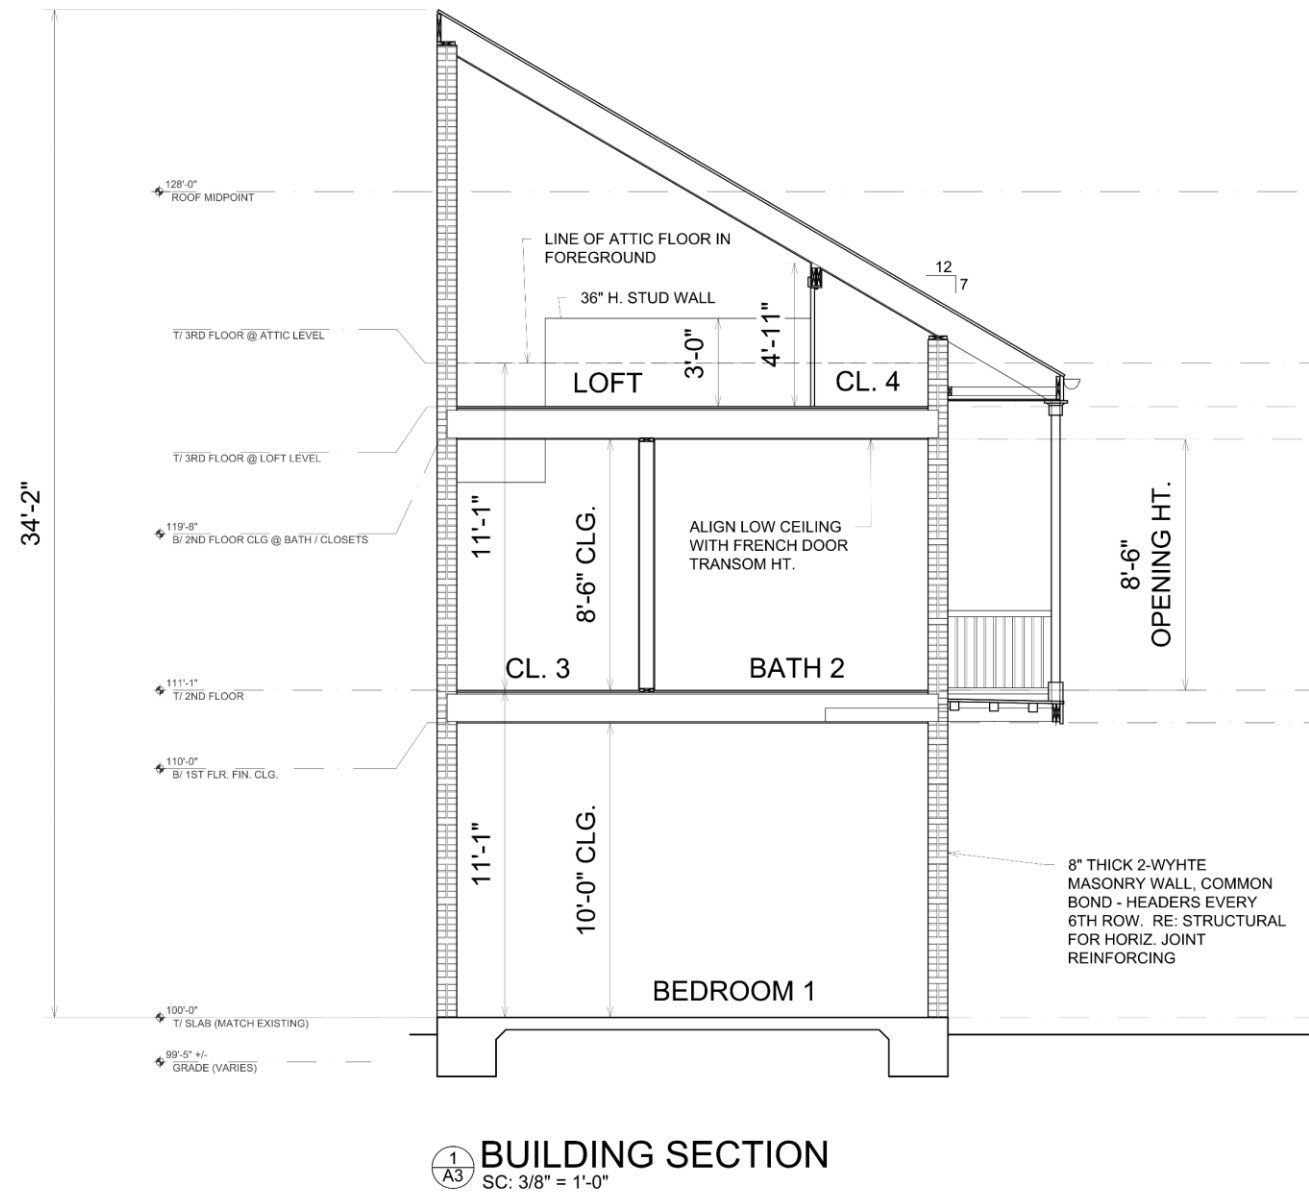 128'-0"
ROOF MIDPOINT
LINE OF ATTIC FLOOR IN
FOREGROUND
12
7
36" H. STUD WALL
T/ 3RD FLOOR @ ATTIC LEVEL
3'-0"
4'-11"
LOFT
CL. 4
T/ 3RD FLOOR @ LOFT LEVEL
34'-2"
119'-8"
B/ 2ND FLOOR CLG @ BATH / CLOSETS
11'-1"
8'-6" CLG.
ALIGN LOW CEILING
WITH FRENCH DOOR
TRANSOM HT.
8'-6"
OPENING HT.
CL. 3
BATH 2
111'-1"
T/ 2ND FLOOR
110'-0"
B/ 1ST FLR. FIN. CLG.
11'-1"
10'-0" CLG.
8" THICK 2-WYHTE
MASONRY WALL, COMMON
BOND - HEADERS EVERY
6TH ROW.  RE: STRUCTURAL
FOR HORIZ. JOINT
REINFORCING
BEDROOM 1
100'-0"
T/ SLAB (MATCH EXISTING)
99'-5" +/-
GRADE (VARIES)
1
A3
BUILDING SECTION
SC: 3/8" = 1'-0"